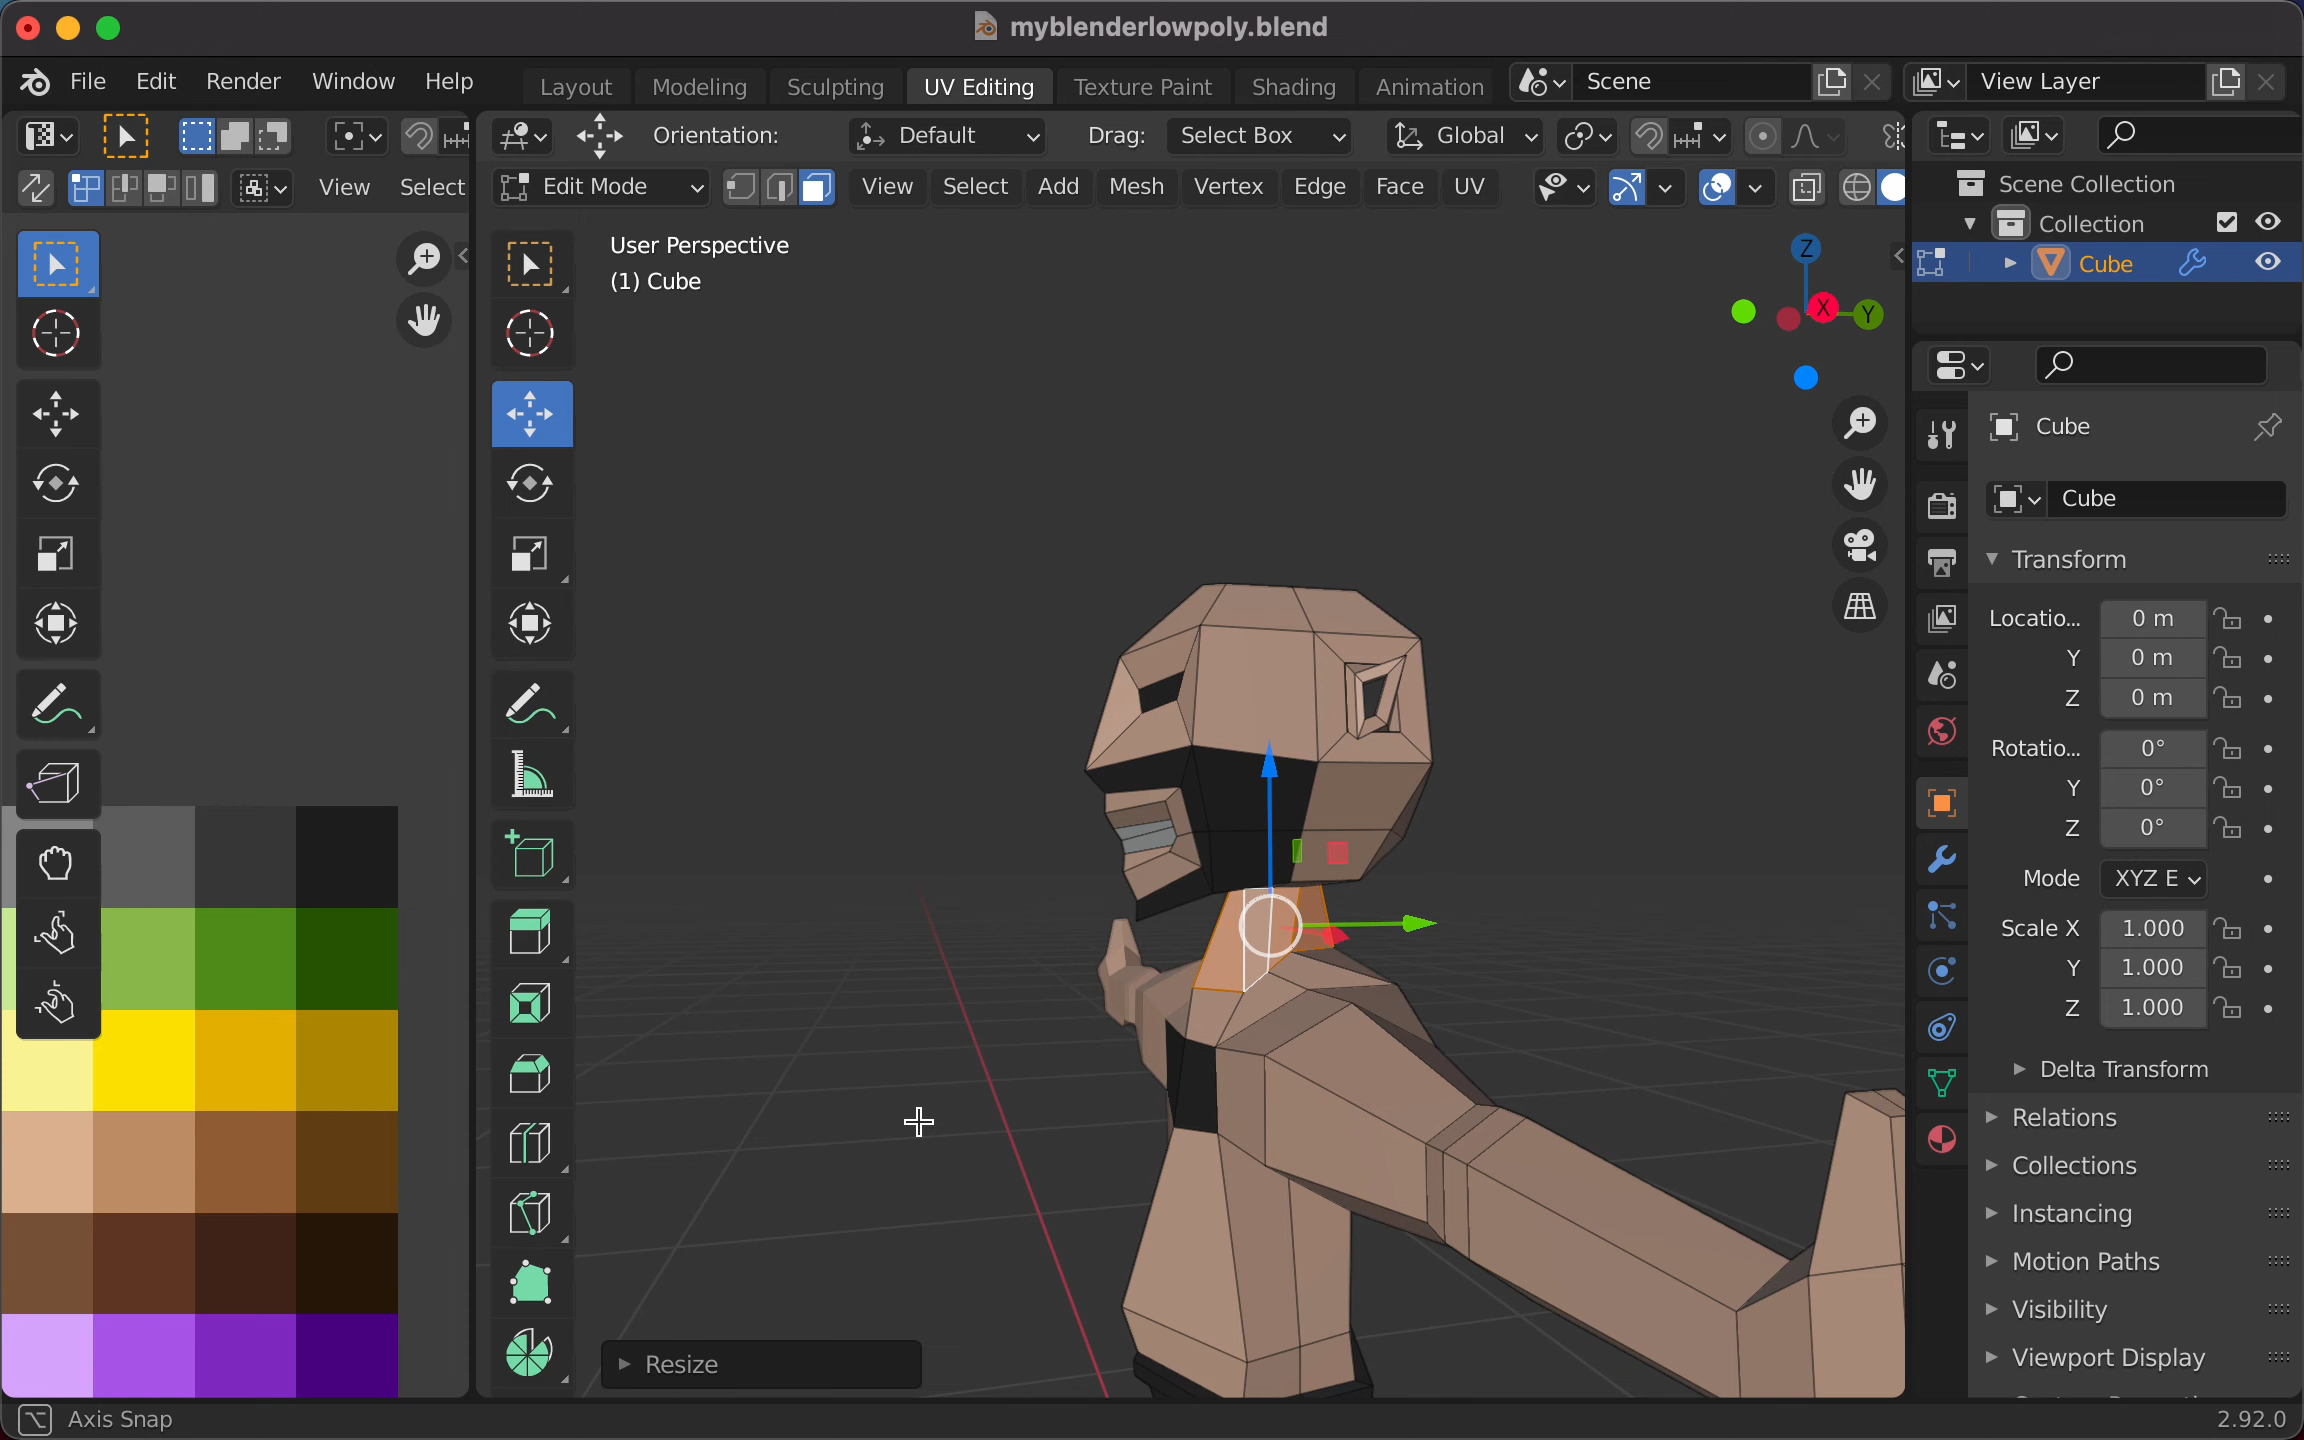 myblenderlowpoly.blend
File Edit Render Window Help Layout Modeling Sculpting UV Editing Texture Paint Shading Animation Scene View Layer
Orientation: Default Drag: Select Box Global
View Select Edit Mode View Select Add Mesh Vertex Edge Face UV
Scene Collection
Collection
Cube
User Perspective
(1) Cube
Z
X
Y
Cube
Cube
Transform
Locatio... 0 m
Y 0 m
Z 0 m
Rotatio... 0°
Y 0°
Z 0°
Mode XYZ E
Scale X 1.000
Y 1.000
Z 1.000
Delta Transform
Relations
Collections
Instancing
Motion Paths
Visibility
Viewport Display
Resize
Axis Snap
2.92.0